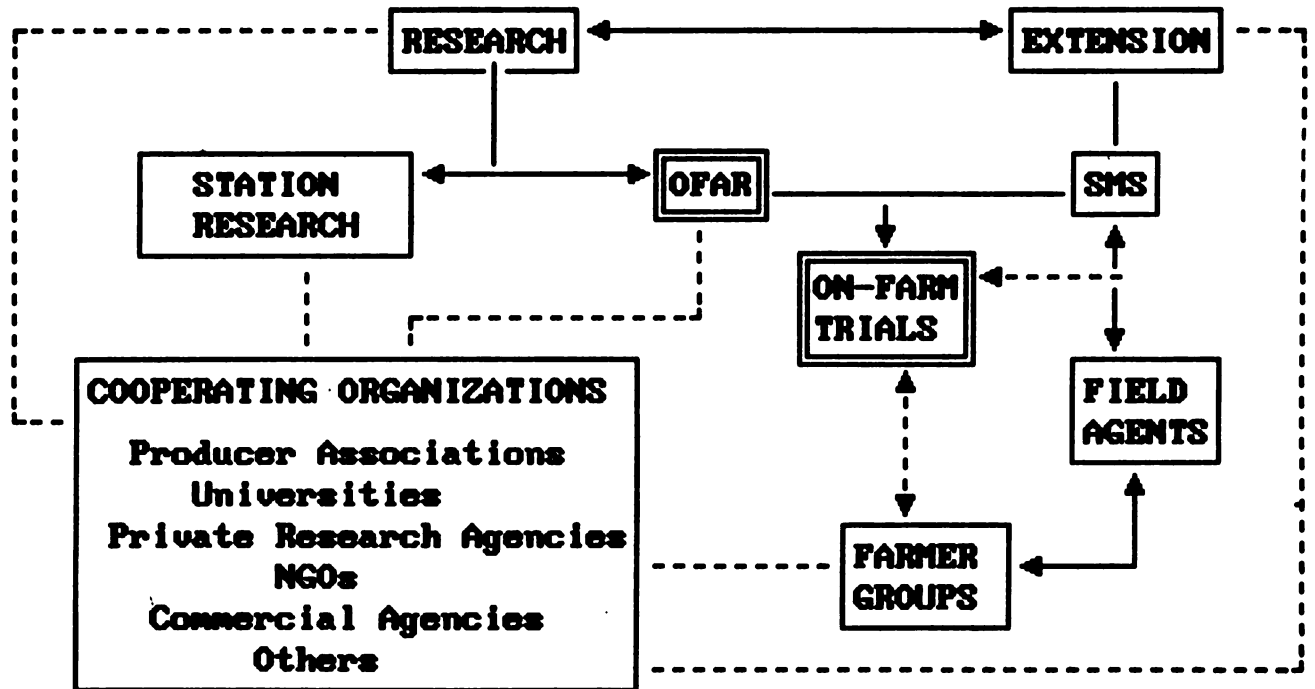 RESEARCH
EXTENSION
STATION
RESEARCH
OFAR
SMS
ON-FARM
TRIALS
COOPERATING ORGANIZATIONS
Producer Associations
Universities
Private Research Agencies
NGOs
Commercial Agencies
Others
FIELD
AGENTS
FARMER
GROUPS